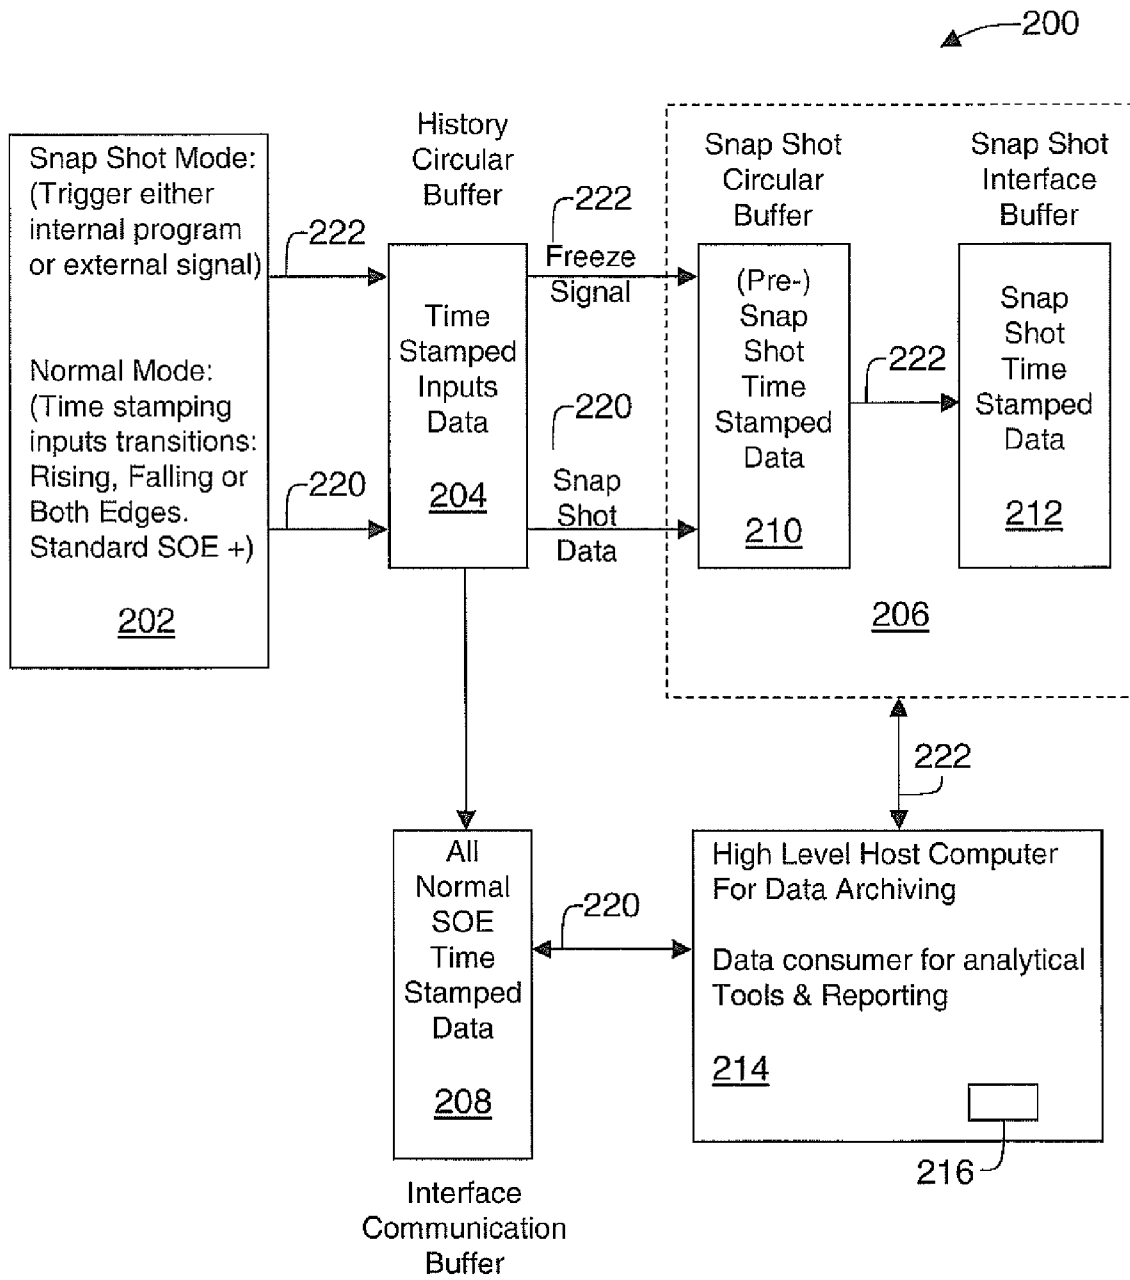 200
Snap Shot Mode:
(Trigger either
internal program
or external signal)
Normal Mode:
(Time stamping
inputs transitions:
Rising, Falling or
Both Edges.
Standard SOE +)
202
222
220
History
Circular
Buffer
Time
Stamped
Inputs
Data
204
222
Freeze
Signal
220
Snap
Shot
Data
Snap Shot
Circular
Buffer
(Pre-)
Snap
Shot
Time
Stamped
Data
210
222
Snap Shot
Interface
Buffer
Snap
Shot
Time
Stamped
Data
212
206
222
All
Normal
SOE
Time
Stamped
Data
208
Interface
Communication
Buffer
220
High Level Host Computer
For Data Archiving
Data consumer for analytical
Tools & Reporting
214
216